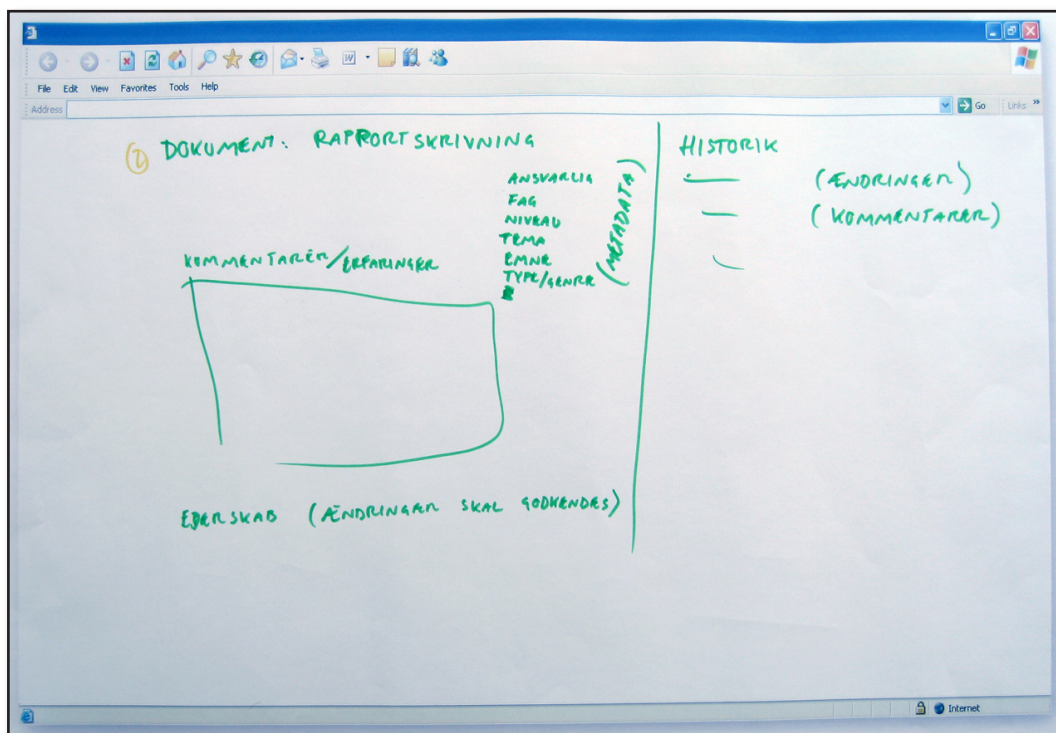 File Edit View Favorites Tools Help
Address Go Links »
2 DOKUMENT: RAPPORTSKRIVNING
ANSVARLIG
FAG
NIVEAU
TEMA
EMNE
TYPE/GENRE
(METADATA)
KOMMENTARER/ERFARINGER
EJERSKAB (ÆNDRINGER SKAL GODKENDES)
HISTORIK
(ÆNDRINGER)
(KOMMENTARER)
Internet